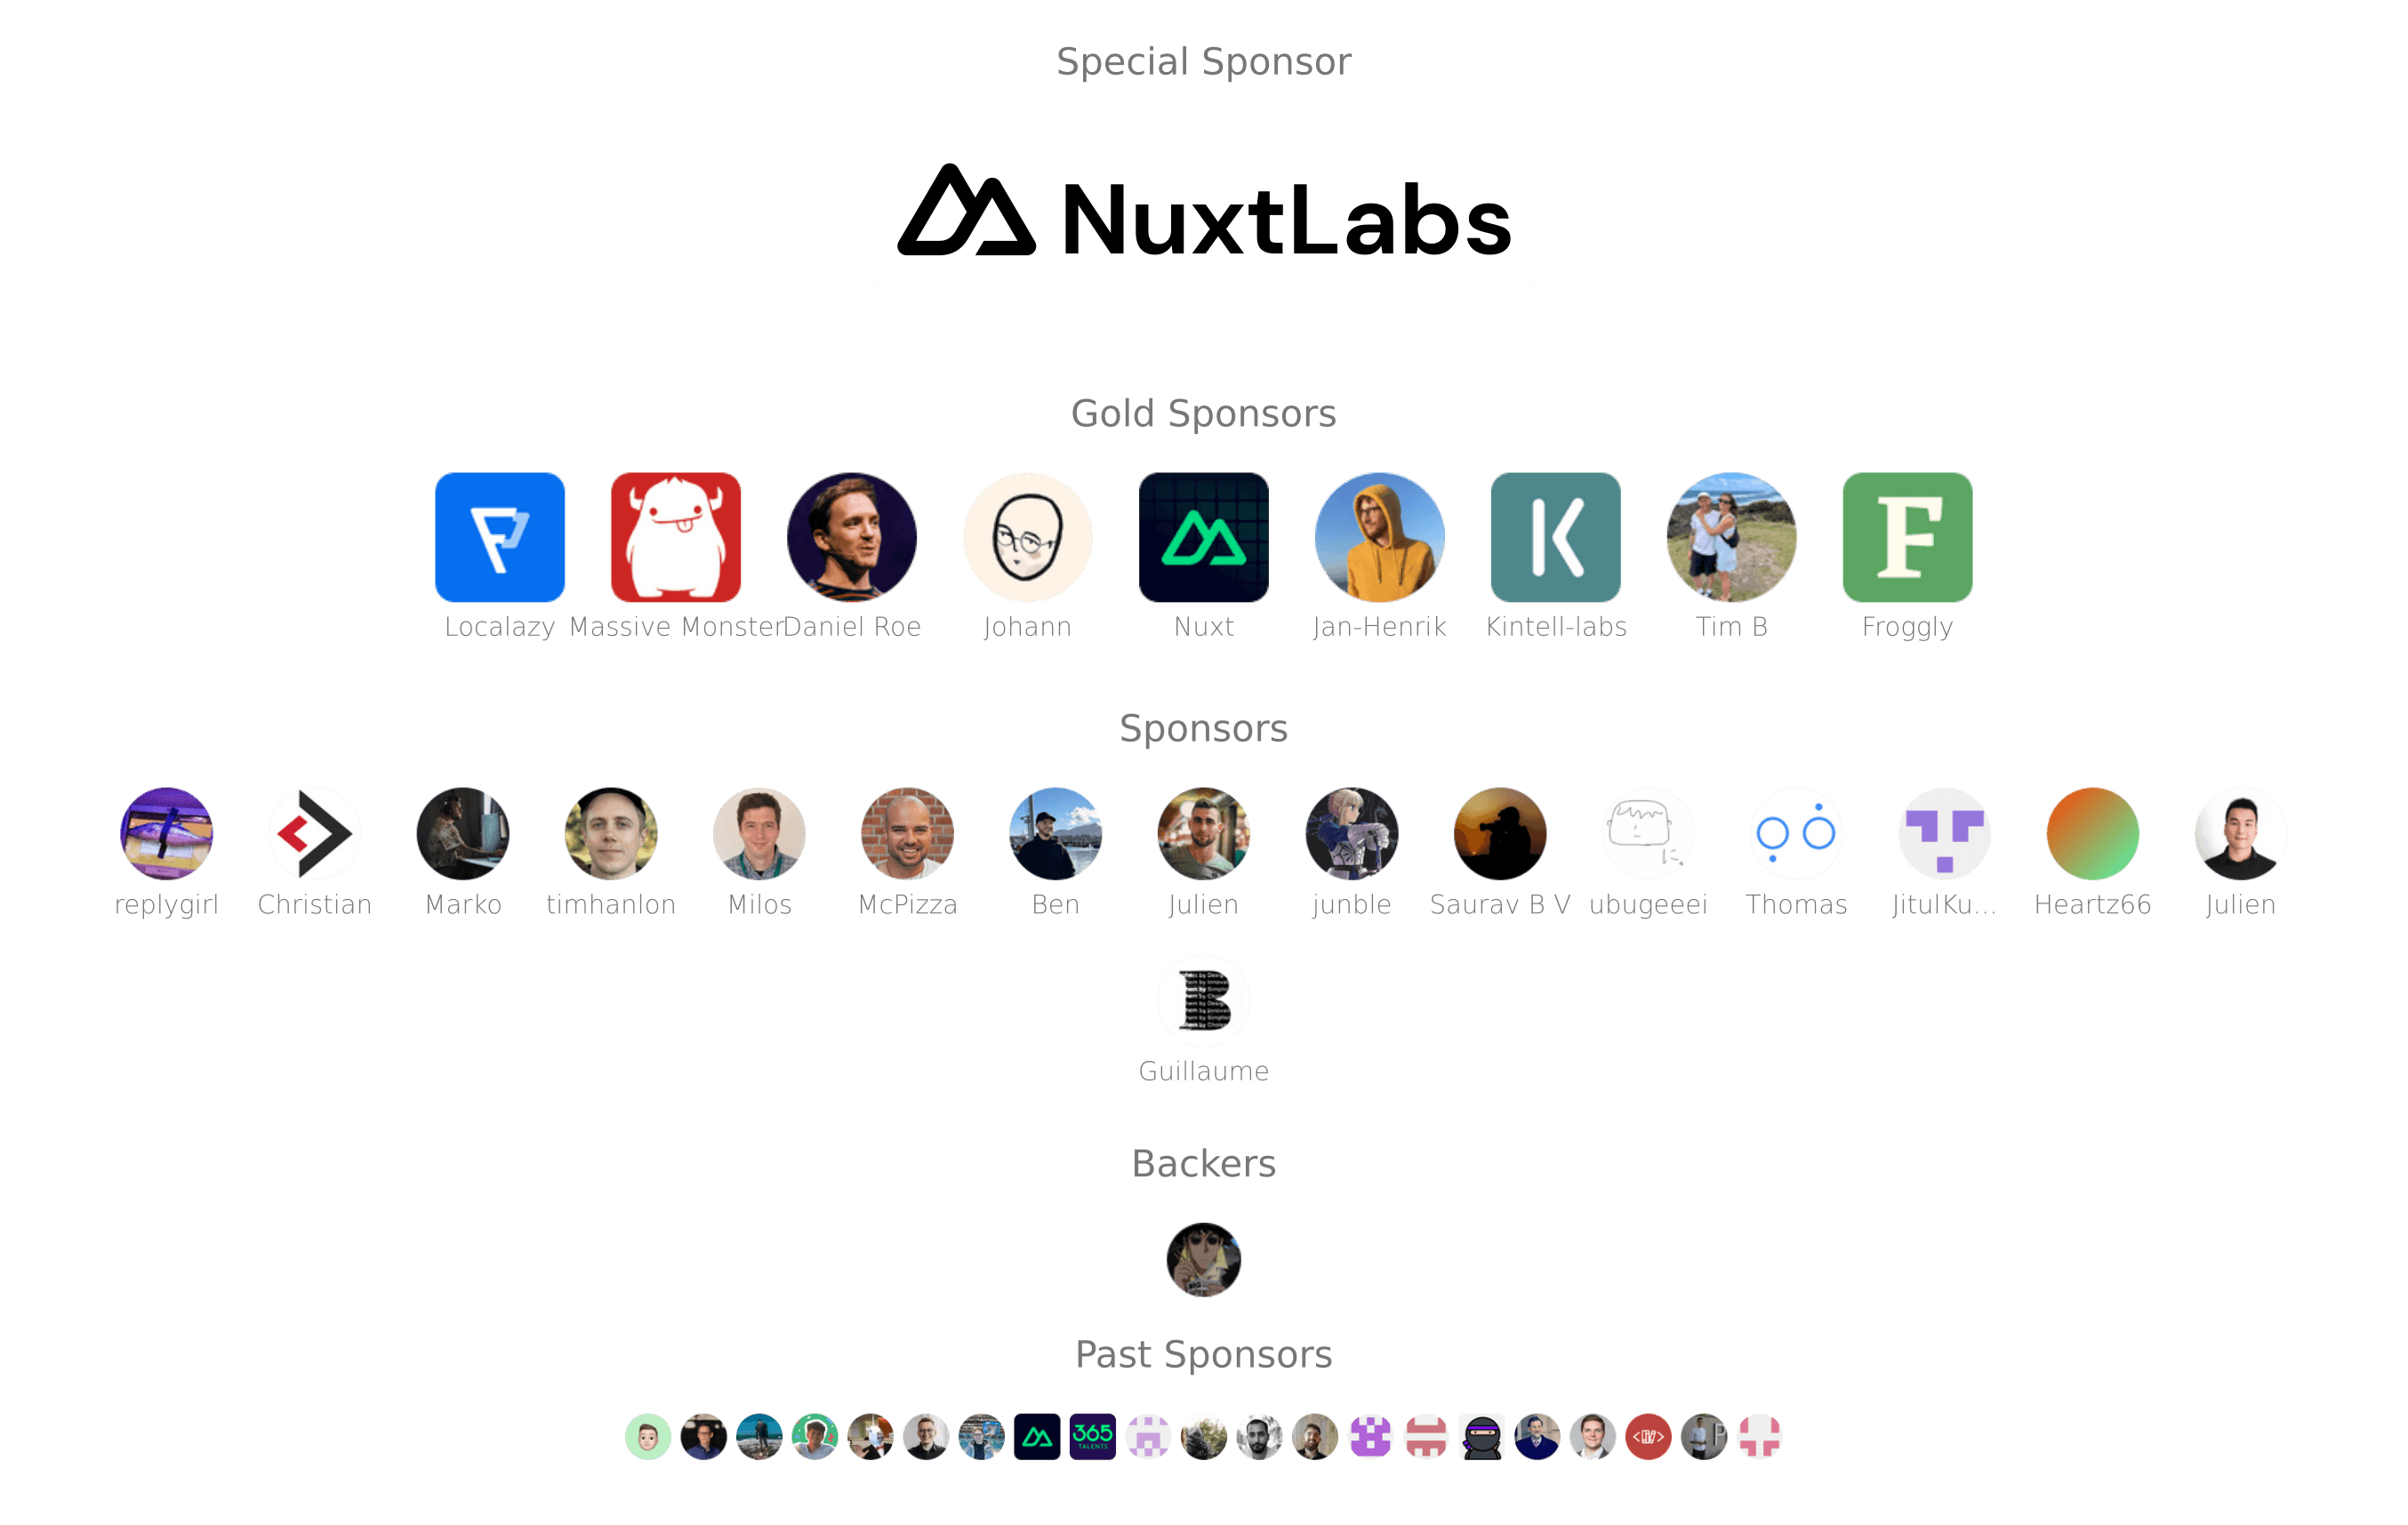 Special Sponsor
NuxtLabs
Gold Sponsors
K F
Localazy Massive Monster Daniel Roe Johann Nuxt Jan-Henrik Kintell-labs Tim B Froggly
Sponsors
replygirl Christian Marko timhanlon Milos McPizza Ben Julien junble Saurav B V ubugeeei Thomas JitulKu... Heartz66 Julien
B
Guillaume
Backers
Past Sponsors
365
TALENTS